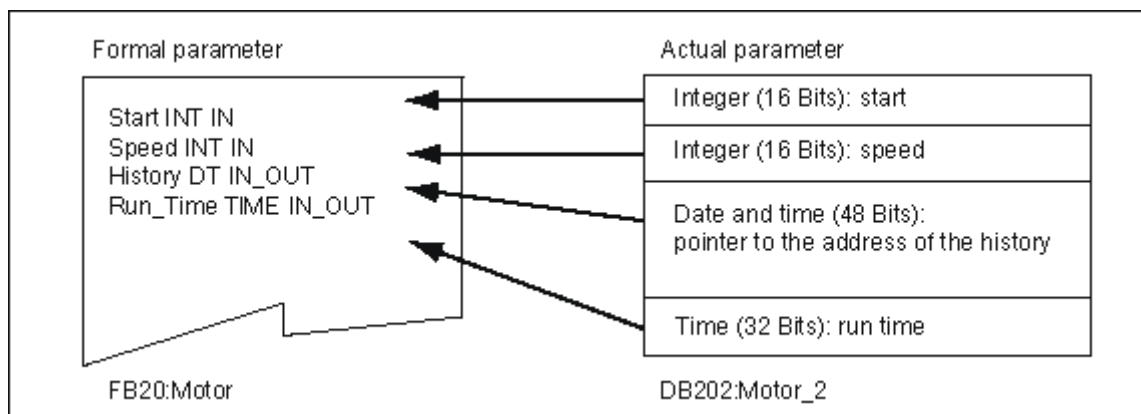 Formal parameter
Start INT IN
Speed INT IN
History DT IN_OUT
Run_Time TIME IN_OUT
FB20:Motor
Actual parameter
Integer (16 Bits): start
Integer (16 Bits): speed
Date and time (48 Bits):
pointer to the address of the history
Time (32 Bits): run time
DB202:Motor_2